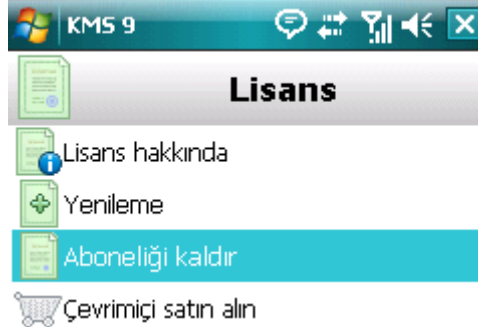 KMS 9
Lisans
Lisans hakkında
Yenileme
Aboneliği kaldır
Çevrimiçi satın alın